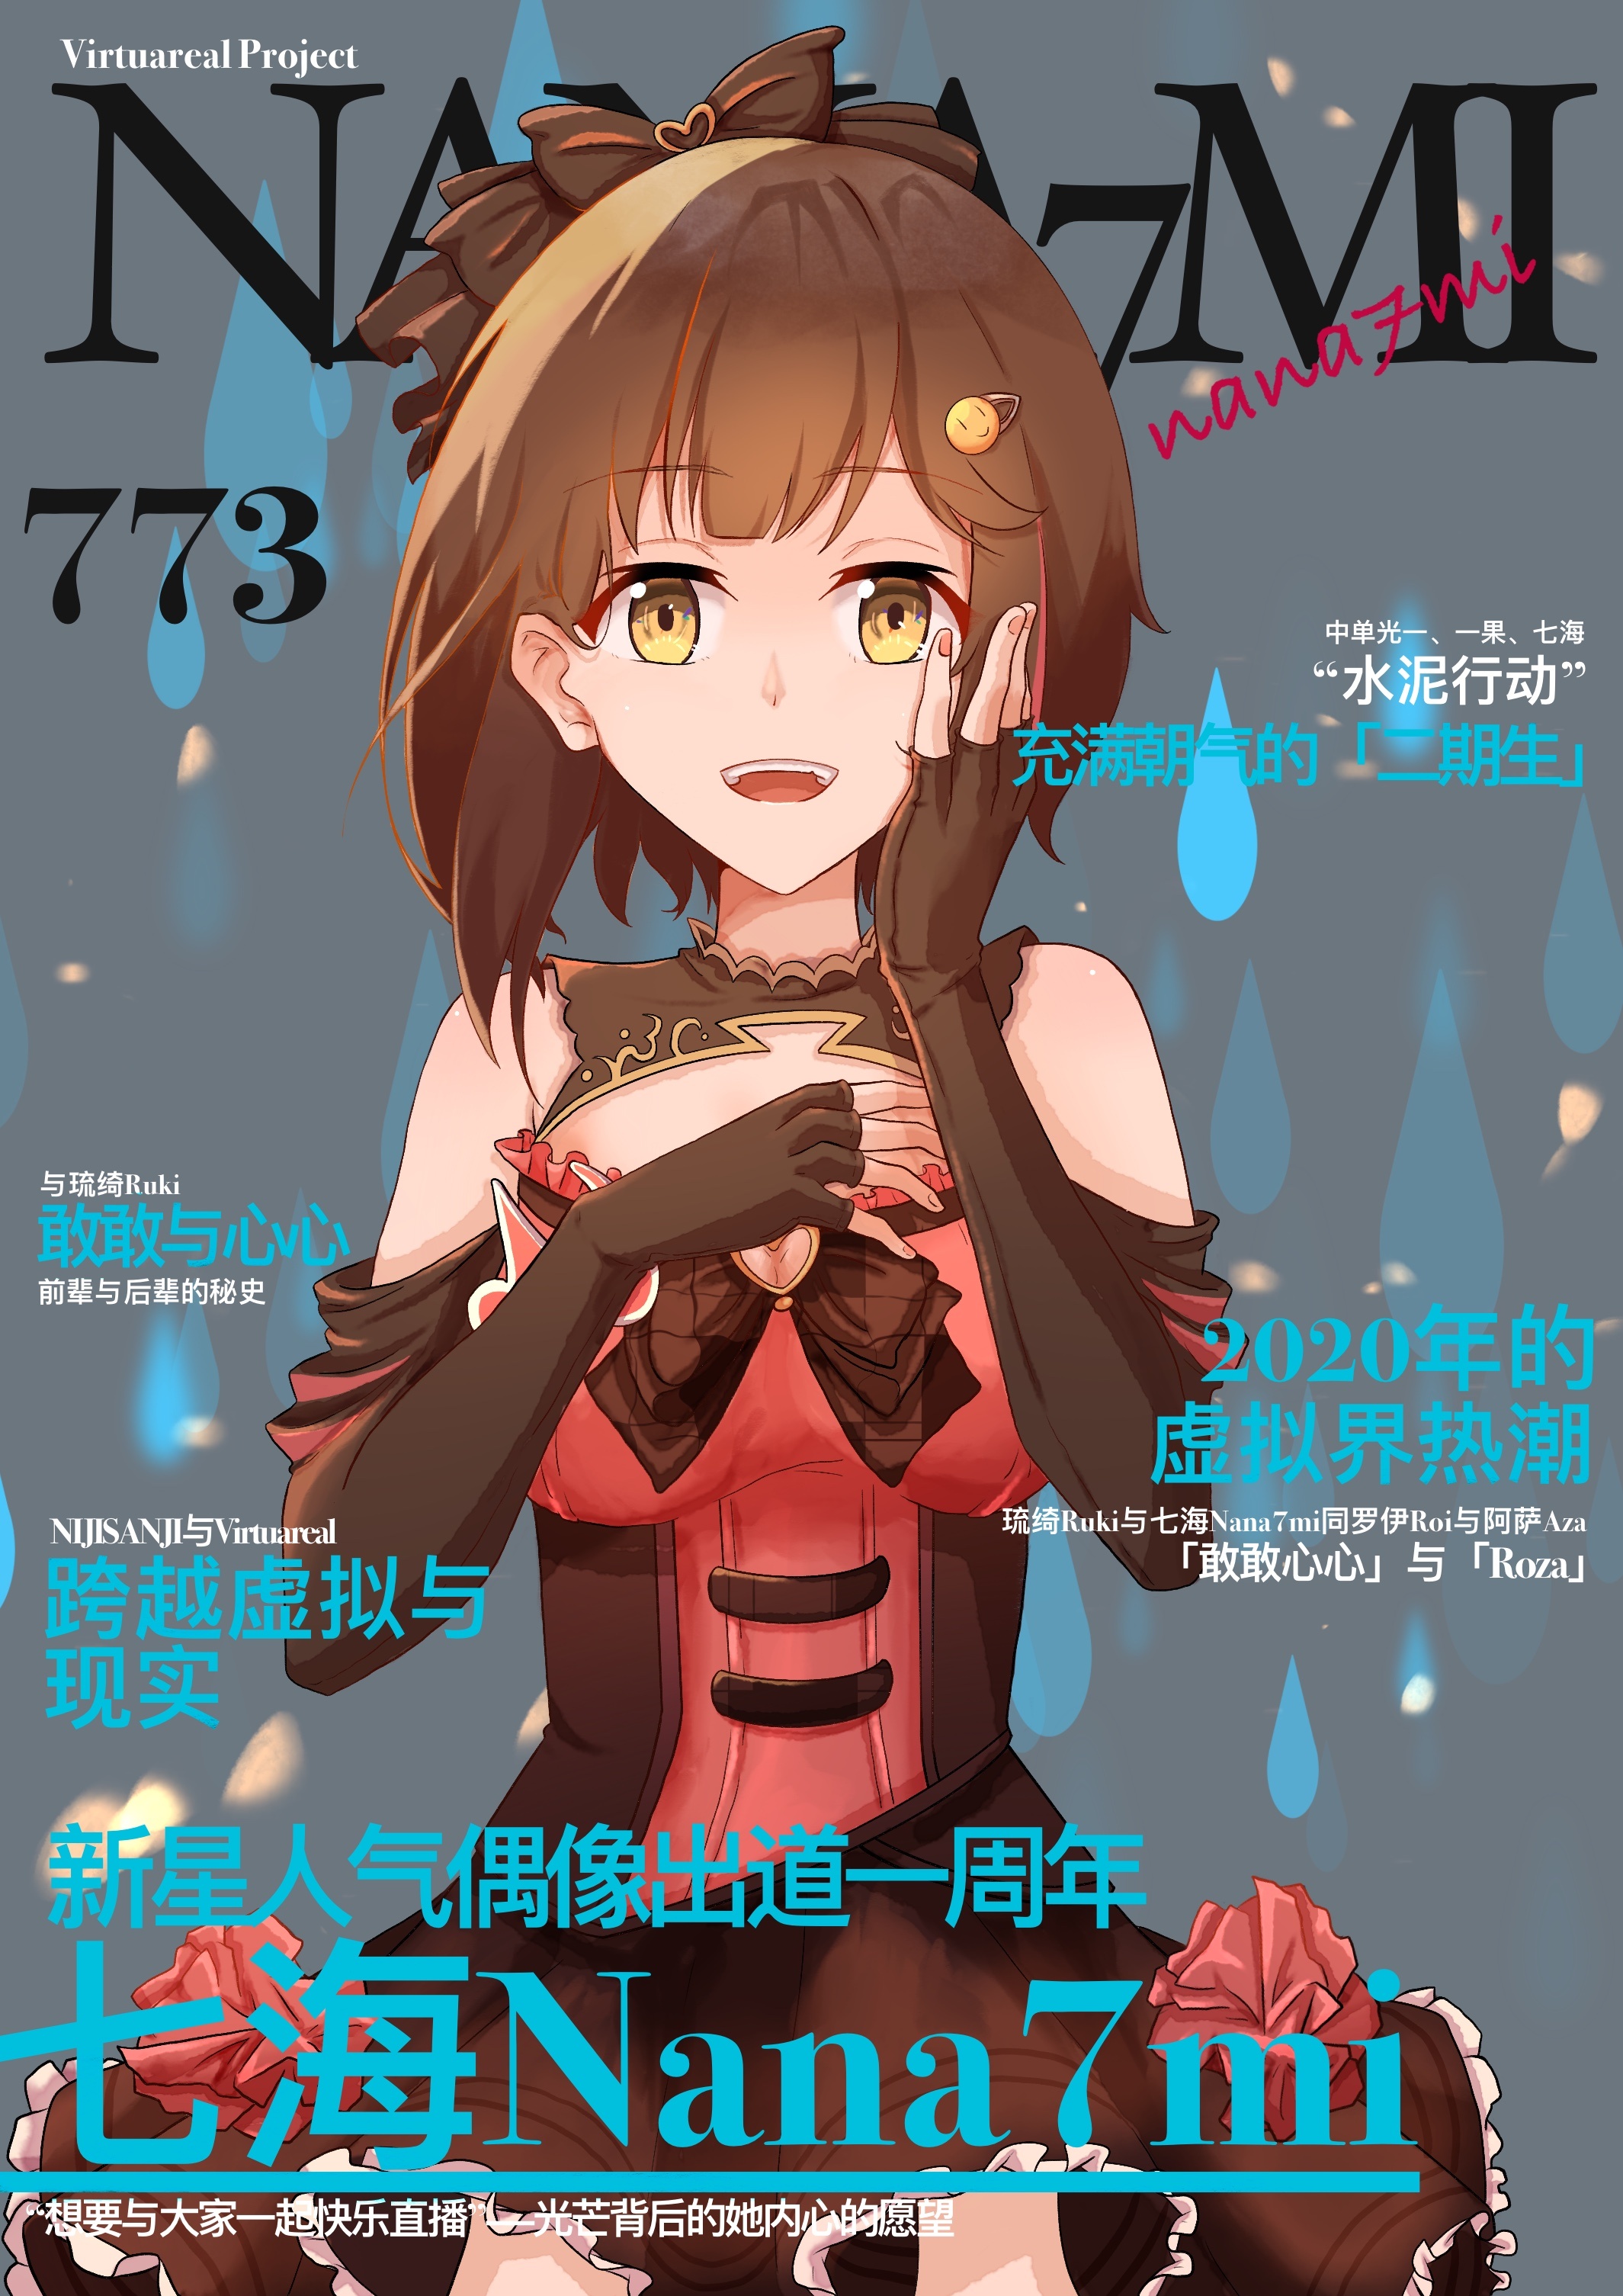 Virtuareal Project
NANA7MI
nana7mi
773
中单光一、一果、七海
“水泥行动”
充满朝气的「二期生」
与琉绮Ruki
敢敢与心心
前辈与后辈的秘史
2020年的
虚拟界热潮
琉绮Ruki与七海Nana7mi同罗伊Roi与阿萨Aza
「敢敢心心」与「Roza」
NIJISANJI与Virtuareal
跨越虚拟与
现实
新星人气偶像出道一周年
七海Nana7mi
“想要与大家一起快乐直播”—光芒背后的她内心的愿望